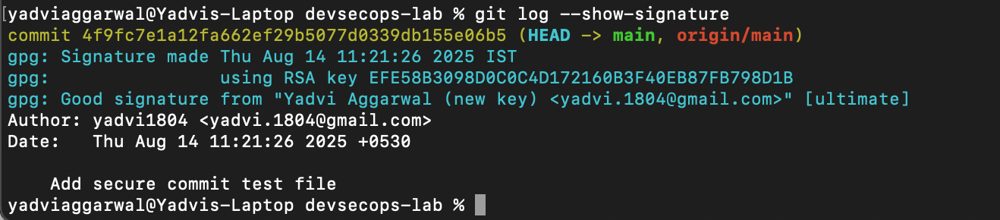 [yadviaggarwal@Yadvis-Laptop devsecops-lab % git log --show-signature
commit 4f9fc7e1a12fa662ef29b5077d0339db155e06b5 (HEAD -> main, origin/main)
gpg: Signature made Thu Aug 14 11:21:26 2025 IST
gpg:                using RSA key EFE58B3098D0C0C4D172160B3F40EB87FB798D1B
gpg: Good signature from "Yadvi Aggarwal (new key) <yadvi.1804@gmail.com>" [ultimate]
Author: yadvi1804 <yadvi.1804@gmail.com>
Date:   Thu Aug 14 11:21:26 2025 +0530
    Add secure commit test file
yadviaggarwal@Yadvis-Laptop devsecops-lab %